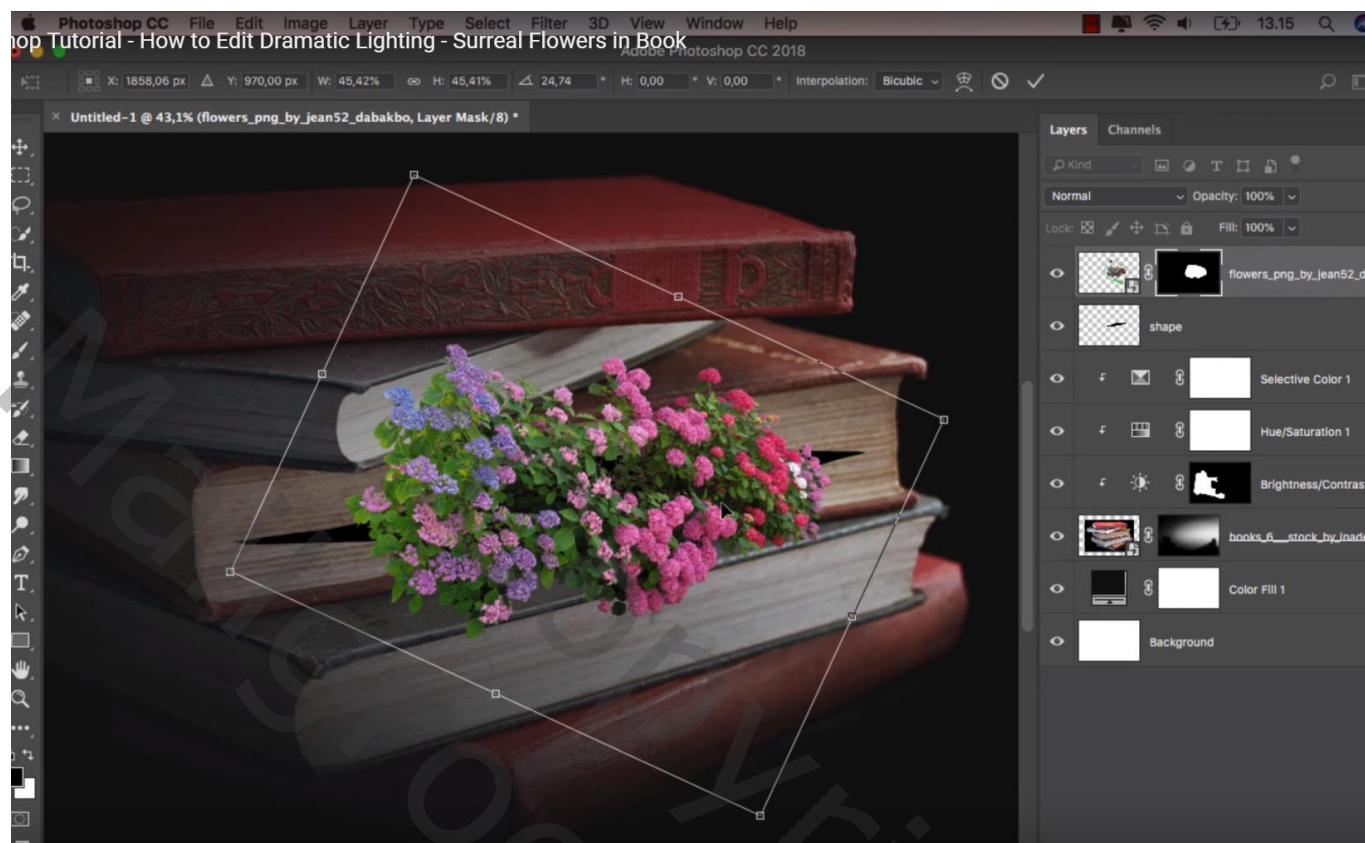 Photoshop CC File Edit Image Layer Type Select Filter 3D View Window Help 13.15
hop Tutorial - How to Edit Dramatic Lighting - Surreal Flowers in Book
Adobe Photoshop CC 2018
X: 1858,06 px Y: 970,00 px W: 45,42% H: 45,41% 24,74 ° H: 0,00 ° V: 0,00 ° Interpolation: Bicubic
× Untitled-1 @ 43,1% (flowers_png_by_jean52_dabakbo, Layer Mask/8) *
Layers Channels
Kind
Normal Opacity: 100%
Lock: Fill: 100%
flowers_png_by_jean52_d
shape
Selective Color 1
Hue/Saturation 1
Brightness/Contras
books_6__stock_by_inade
Color Fill 1
Background